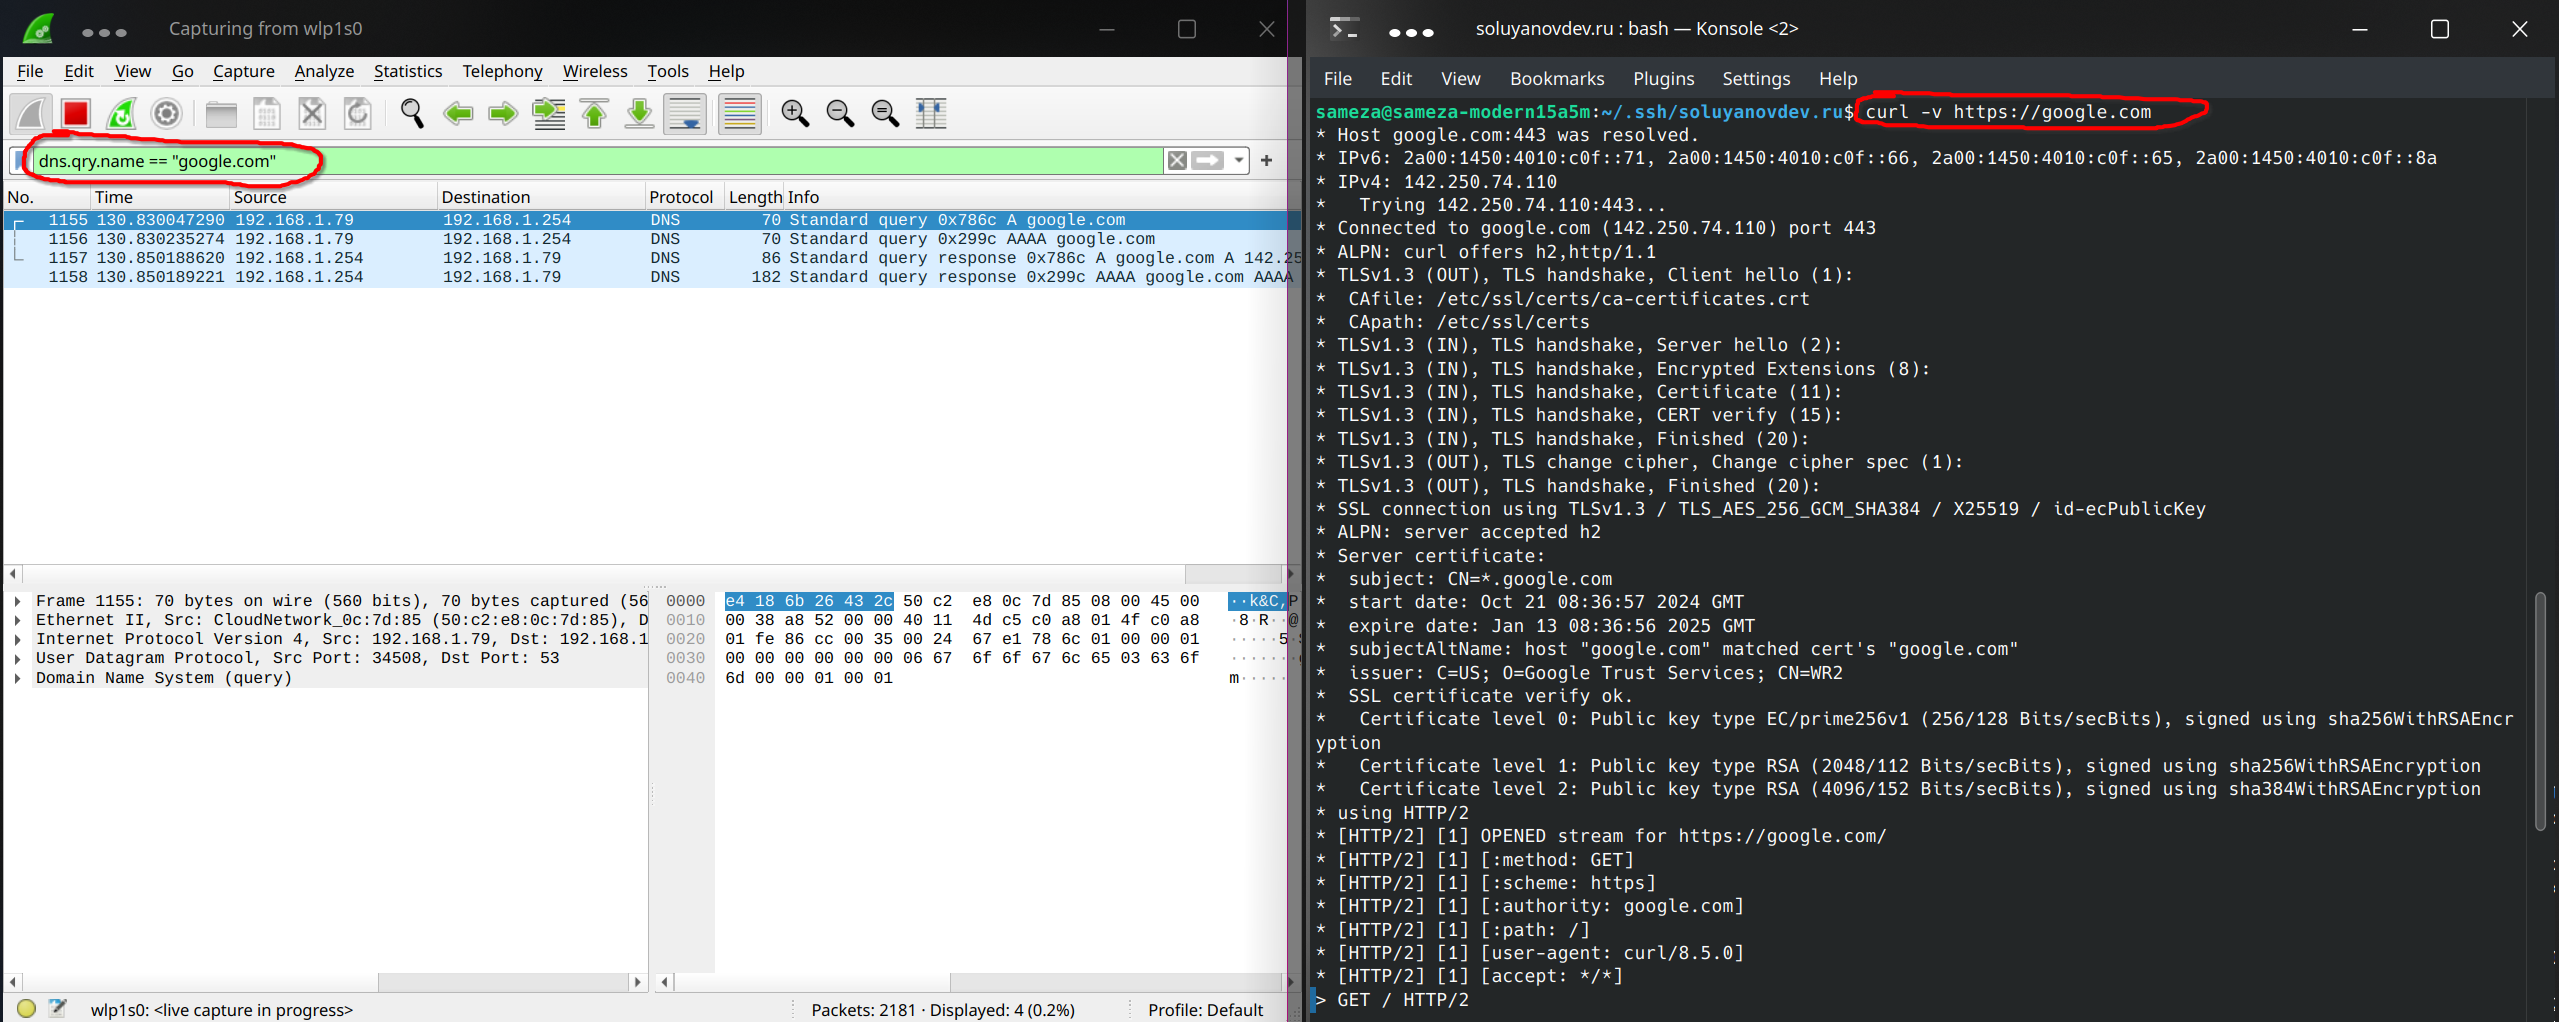 Capturing from wlp1s0
File Edit View Go Capture Analyze Statistics Telephony Wireless Tools Help
dns.qry.name == "google.com"
No. Time Source Destination Protocol Length Info
1155 130.830047290 192.168.1.79 192.168.1.254 DNS 70 Standard query 0x786c A google.com
1156 130.830235274 192.168.1.79 192.168.1.254 DNS 70 Standard query 0x299c AAAA google.com
1157 130.850188620 192.168.1.254 192.168.1.79 DNS 86 Standard query response 0x786c A google.com A 142.25
1158 130.850189221 192.168.1.254 192.168.1.79 DNS 182 Standard query response 0x299c AAAA google.com AAAA
Frame 1155: 70 bytes on wire (560 bits), 70 bytes captured (56
Ethernet II, Src: CloudNetwork_0c:7d:85 (50:c2:e8:0c:7d:85), D
Internet Protocol Version 4, Src: 192.168.1.79, Dst: 192.168.1
User Datagram Protocol, Src Port: 34508, Dst Port: 53
Domain Name System (query)
0000 e4 18 6b 26 43 2c 50 c2 e8 0c 7d 85 08 00 45 00 ··k&C,P
0010 00 38 a8 52 00 00 40 11 4d c5 c0 a8 01 4f c0 a8 ·8·R··@
0020 01 fe 86 cc 00 35 00 24 67 e1 78 6c 01 00 00 01 ·····5·$
0030 00 00 00 00 00 00 06 67 6f 6f 67 6c 65 03 63 6f ·······g
0040 6d 00 00 01 00 01 m·····
wlp1s0: <live capture in progress>
Packets: 2181 · Displayed: 4 (0.2%)
Profile: Default
soluyanovdev.ru : bash — Konsole <2>
File Edit View Bookmarks Plugins Settings Help
sameza@sameza-modern15a5m:~/.ssh/soluyanovdev.ru$ curl -v https://google.com
* Host google.com:443 was resolved.
* IPv6: 2a00:1450:4010:c0f::71, 2a00:1450:4010:c0f::66, 2a00:1450:4010:c0f::65, 2a00:1450:4010:c0f::8a
* IPv4: 142.250.74.110
*   Trying 142.250.74.110:443...
* Connected to google.com (142.250.74.110) port 443
* ALPN: curl offers h2,http/1.1
* TLSv1.3 (OUT), TLS handshake, Client hello (1):
*  CAfile: /etc/ssl/certs/ca-certificates.crt
*  CApath: /etc/ssl/certs
* TLSv1.3 (IN), TLS handshake, Server hello (2):
* TLSv1.3 (IN), TLS handshake, Encrypted Extensions (8):
* TLSv1.3 (IN), TLS handshake, Certificate (11):
* TLSv1.3 (IN), TLS handshake, CERT verify (15):
* TLSv1.3 (IN), TLS handshake, Finished (20):
* TLSv1.3 (OUT), TLS change cipher, Change cipher spec (1):
* TLSv1.3 (OUT), TLS handshake, Finished (20):
* SSL connection using TLSv1.3 / TLS_AES_256_GCM_SHA384 / X25519 / id-ecPublicKey
* ALPN: server accepted h2
* Server certificate:
*  subject: CN=*.google.com
*  start date: Oct 21 08:36:57 2024 GMT
*  expire date: Jan 13 08:36:56 2025 GMT
*  subjectAltName: host "google.com" matched cert's "google.com"
*  issuer: C=US; O=Google Trust Services; CN=WR2
*  SSL certificate verify ok.
*   Certificate level 0: Public key type EC/prime256v1 (256/128 Bits/secBits), signed using sha256WithRSAEncr
yption
*   Certificate level 1: Public key type RSA (2048/112 Bits/secBits), signed using sha256WithRSAEncryption
*   Certificate level 2: Public key type RSA (4096/152 Bits/secBits), signed using sha384WithRSAEncryption
* using HTTP/2
* [HTTP/2] [1] OPENED stream for https://google.com/
* [HTTP/2] [1] [:method: GET]
* [HTTP/2] [1] [:scheme: https]
* [HTTP/2] [1] [:authority: google.com]
* [HTTP/2] [1] [:path: /]
* [HTTP/2] [1] [user-agent: curl/8.5.0]
* [HTTP/2] [1] [accept: */*]
> GET / HTTP/2